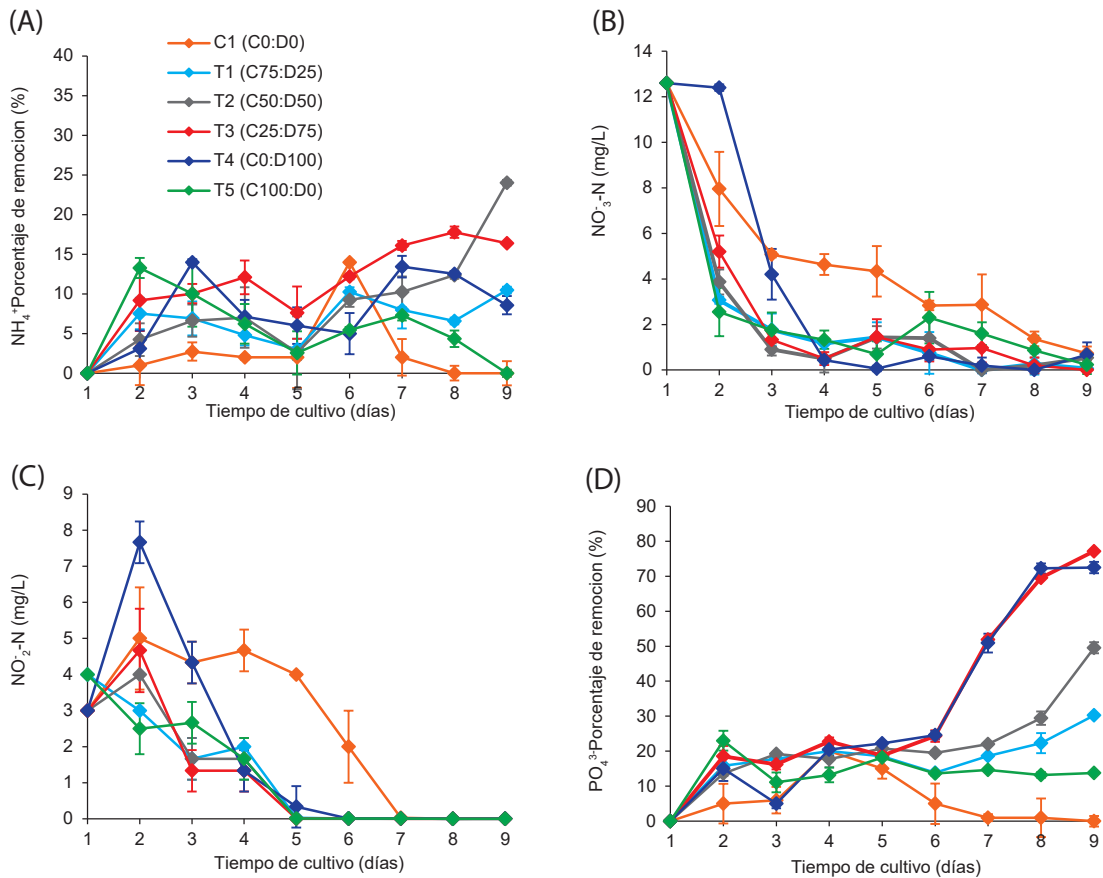 (A)
NH₄⁺Porcentaje de remocion (%)
40
35
30
25
20
15
10
5
0
1 2 3 4 5 6 7 8 9
Tiempo de cultivo (días)
C1 (C0:D0)
T1 (C75:D25)
T2 (C50:D50)
T3 (C25:D75)
T4 (C0:D100)
T5 (C100:D0)
(B)
NO⁻₃-N (mg/L)
14
12
10
8
6
4
2
0
1 2 3 4 5 6 7 8 9
Tiempo de cultivo (días)
(C)
NO⁻₂-N (mg/L)
9
8
7
6
5
4
3
2
1
0
1 2 3 4 5 6 7 8 9
Tiempo de cultivo (días)
(D)
PO₄³⁻Porcentaje de remocion (%)
90
80
70
60
50
40
30
20
10
0
1 2 3 4 5 6 7 8 9
Tiempo de cultivo (días)